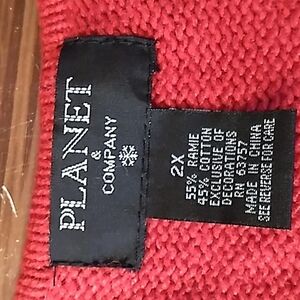 PLANET
&
COMPANY
2X
55% RAMIE
45% COTTON
EXCLUSIVE OF
DECORATIONS
RN 63757
MADE IN CHINA
SEE REVERSE FOR CARE